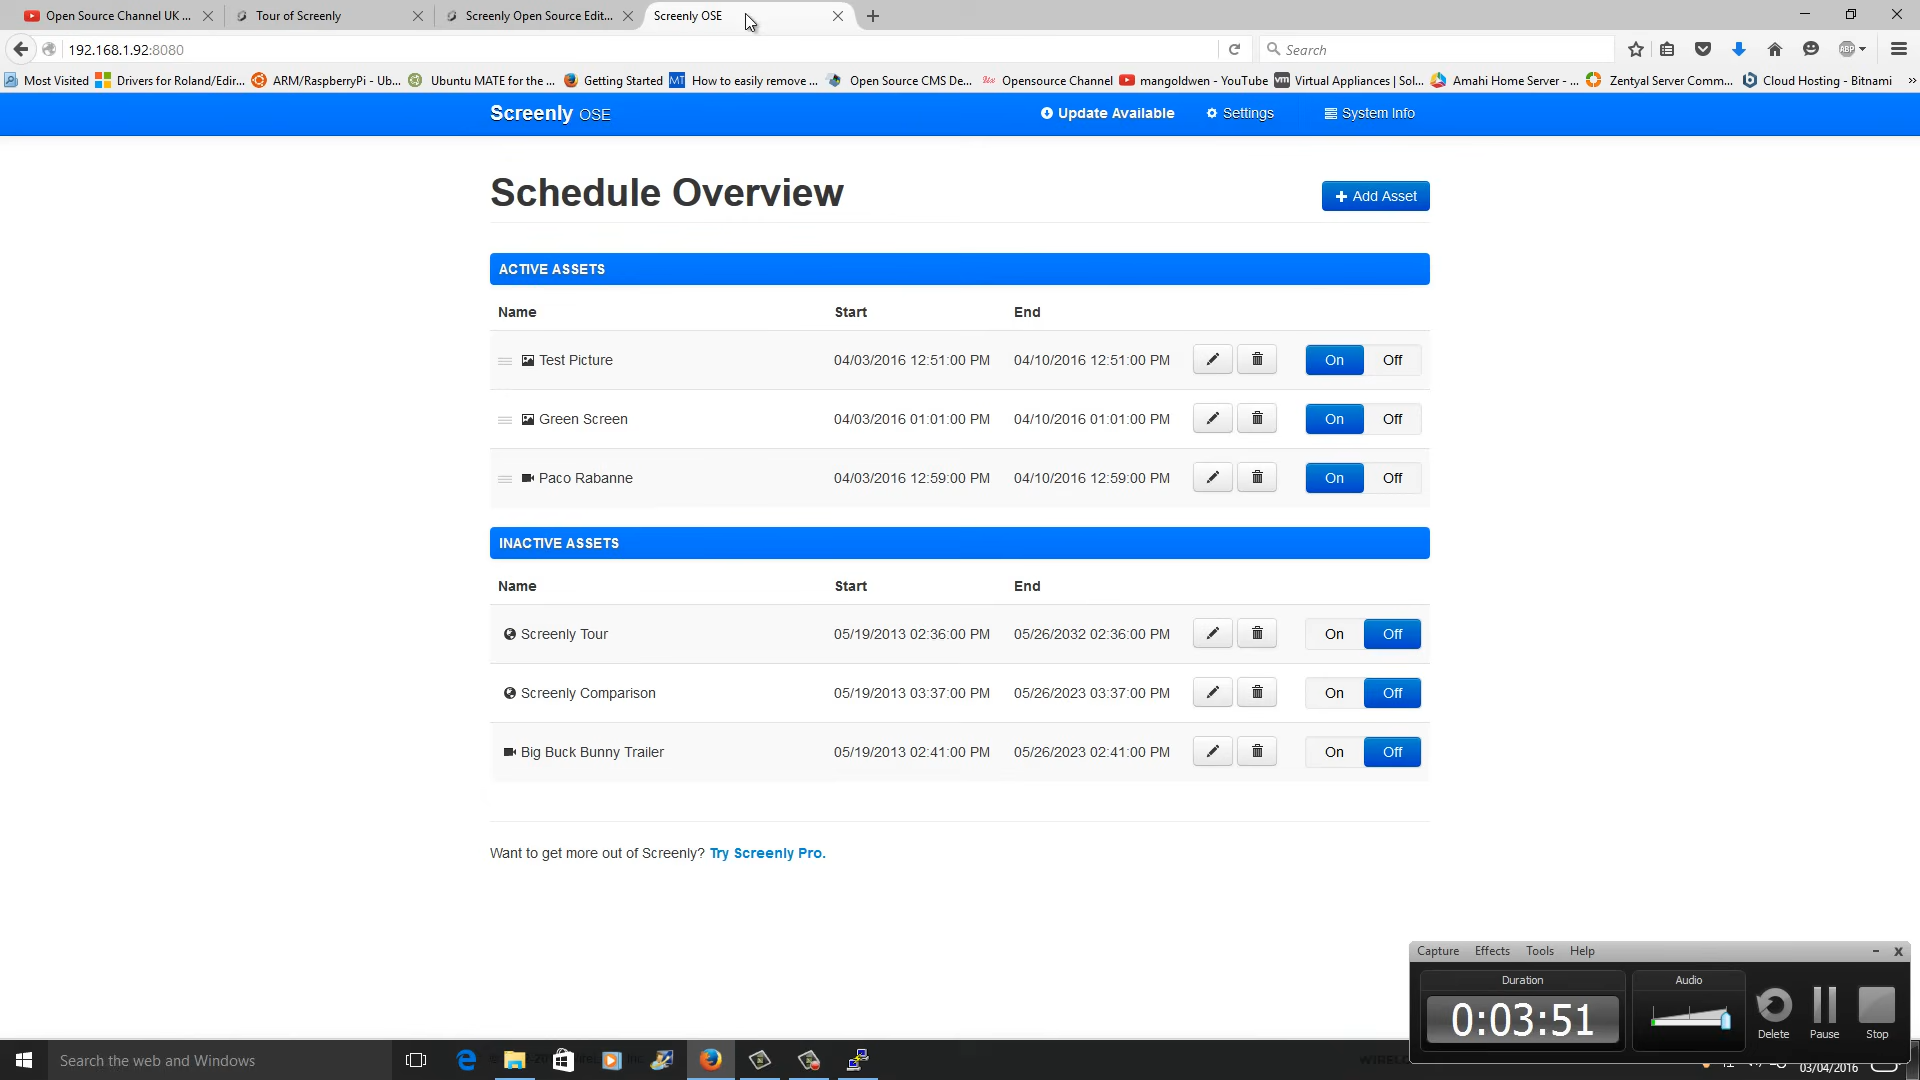 Open Source Channel UK ...
Tour of Screenly
Screenly Open Source Edit...
Screenly OSE
192.168.1.92:8080
Search
Most Visited
Drivers for Roland/Edir...
ARM/RaspberryPi - Ub...
Ubuntu MATE for the ...
Getting Started
MT How to easily remove ...
Open Source CMS De...
Opensource Channel
mangoldwen - YouTube
vm Virtual Appliances | Sol...
Amahi Home Server - ...
Zentyal Server Comm...
Cloud Hosting - Bitnami
ABP
Screenly OSE
Update Available
Settings
System Info
Schedule Overview
Add Asset
ACTIVE ASSETS
Name Start End
Test Picture 04/03/2016 12:51:00 PM 04/10/2016 12:51:00 PM On Off
Green Screen 04/03/2016 01:01:00 PM 04/10/2016 01:01:00 PM On Off
Paco Rabanne 04/03/2016 12:59:00 PM 04/10/2016 12:59:00 PM On Off
INACTIVE ASSETS
Name Start End
Screenly Tour 05/19/2013 02:36:00 PM 05/26/2032 02:36:00 PM On Off
Screenly Comparison 05/19/2013 03:37:00 PM 05/26/2023 03:37:00 PM On Off
Big Buck Bunny Trailer 05/19/2013 02:41:00 PM 05/26/2023 02:41:00 PM On Off
Want to get more out of Screenly? Try Screenly Pro.
Capture Effects Tools Help
Duration
0:03:51
Audio
Delete
Pause
Stop
Search the web and Windows
03/04/2016